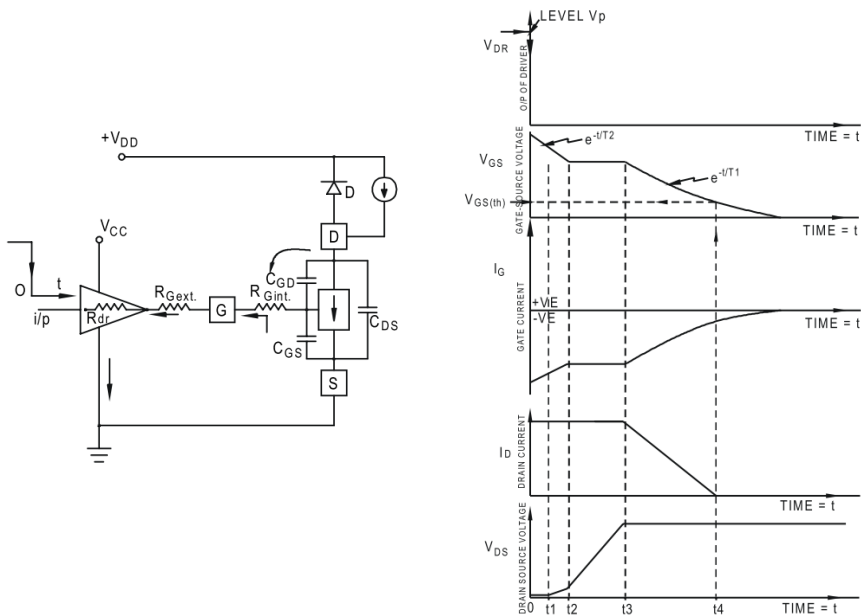 +V_DD
D
D
V_CC
t
O
i/p
R_dr
R_Gext.
G
R_Gint.
C_GD
C_GS
C_DS
S
LEVEL Vp
V_DR
O/P OF DRIVER
TIME = t
e^-t/T2
V_GS
e^-t/T1
V_GS(th)
GATE-SOURCE VOLTAGE
TIME = t
I_G
+VE
-VE
GATE CURRENT
TIME = t
I_D
DRAIN CURRENT
TIME = t
V_DS
DRAIN SOURCE VOLTAGE
0 t1 t2 t3 t4
TIME = t